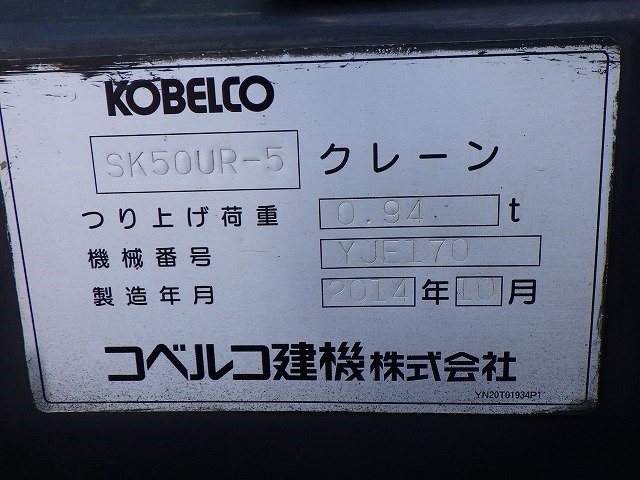 KOBELCO
SK50UR-5 クレーン
つり上げ荷重 0.94 t
機械番号 YJE170
製造年月 2014 年 10 月
コベルコ建機株式会社
YN20T01934P1